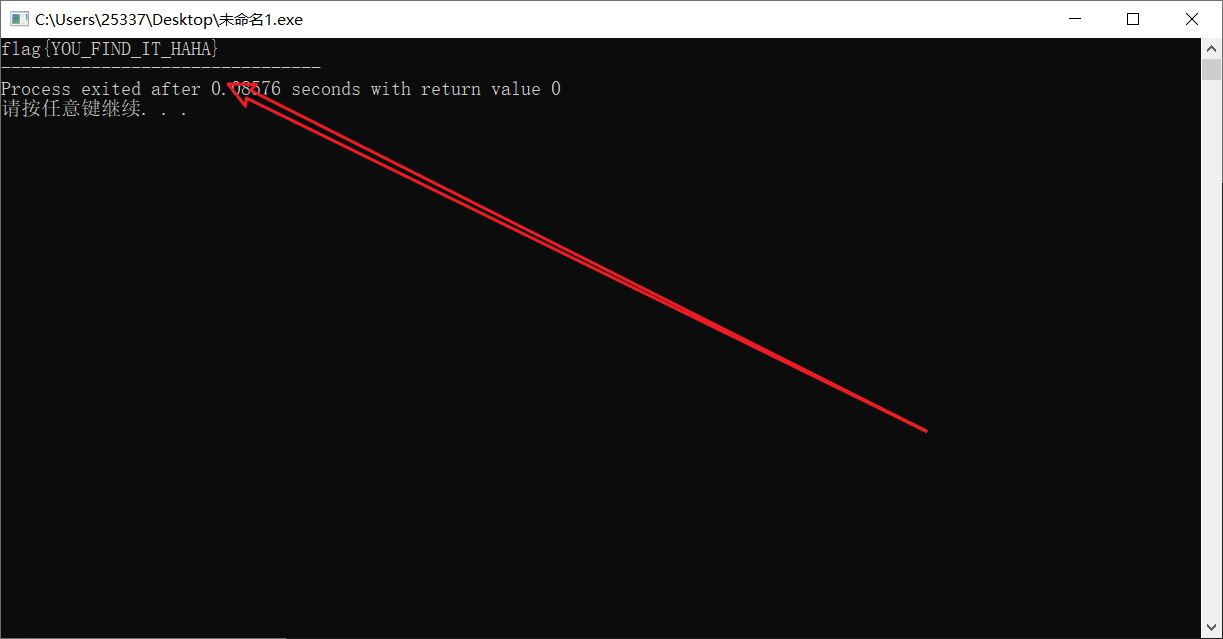 C:\Users\25337\Desktop\未命名1.exe
flag{YOU_FIND_IT_HAHA}
--------------------------------
Process exited after 0.08576 seconds with return value 0
请按任意键继续. . .